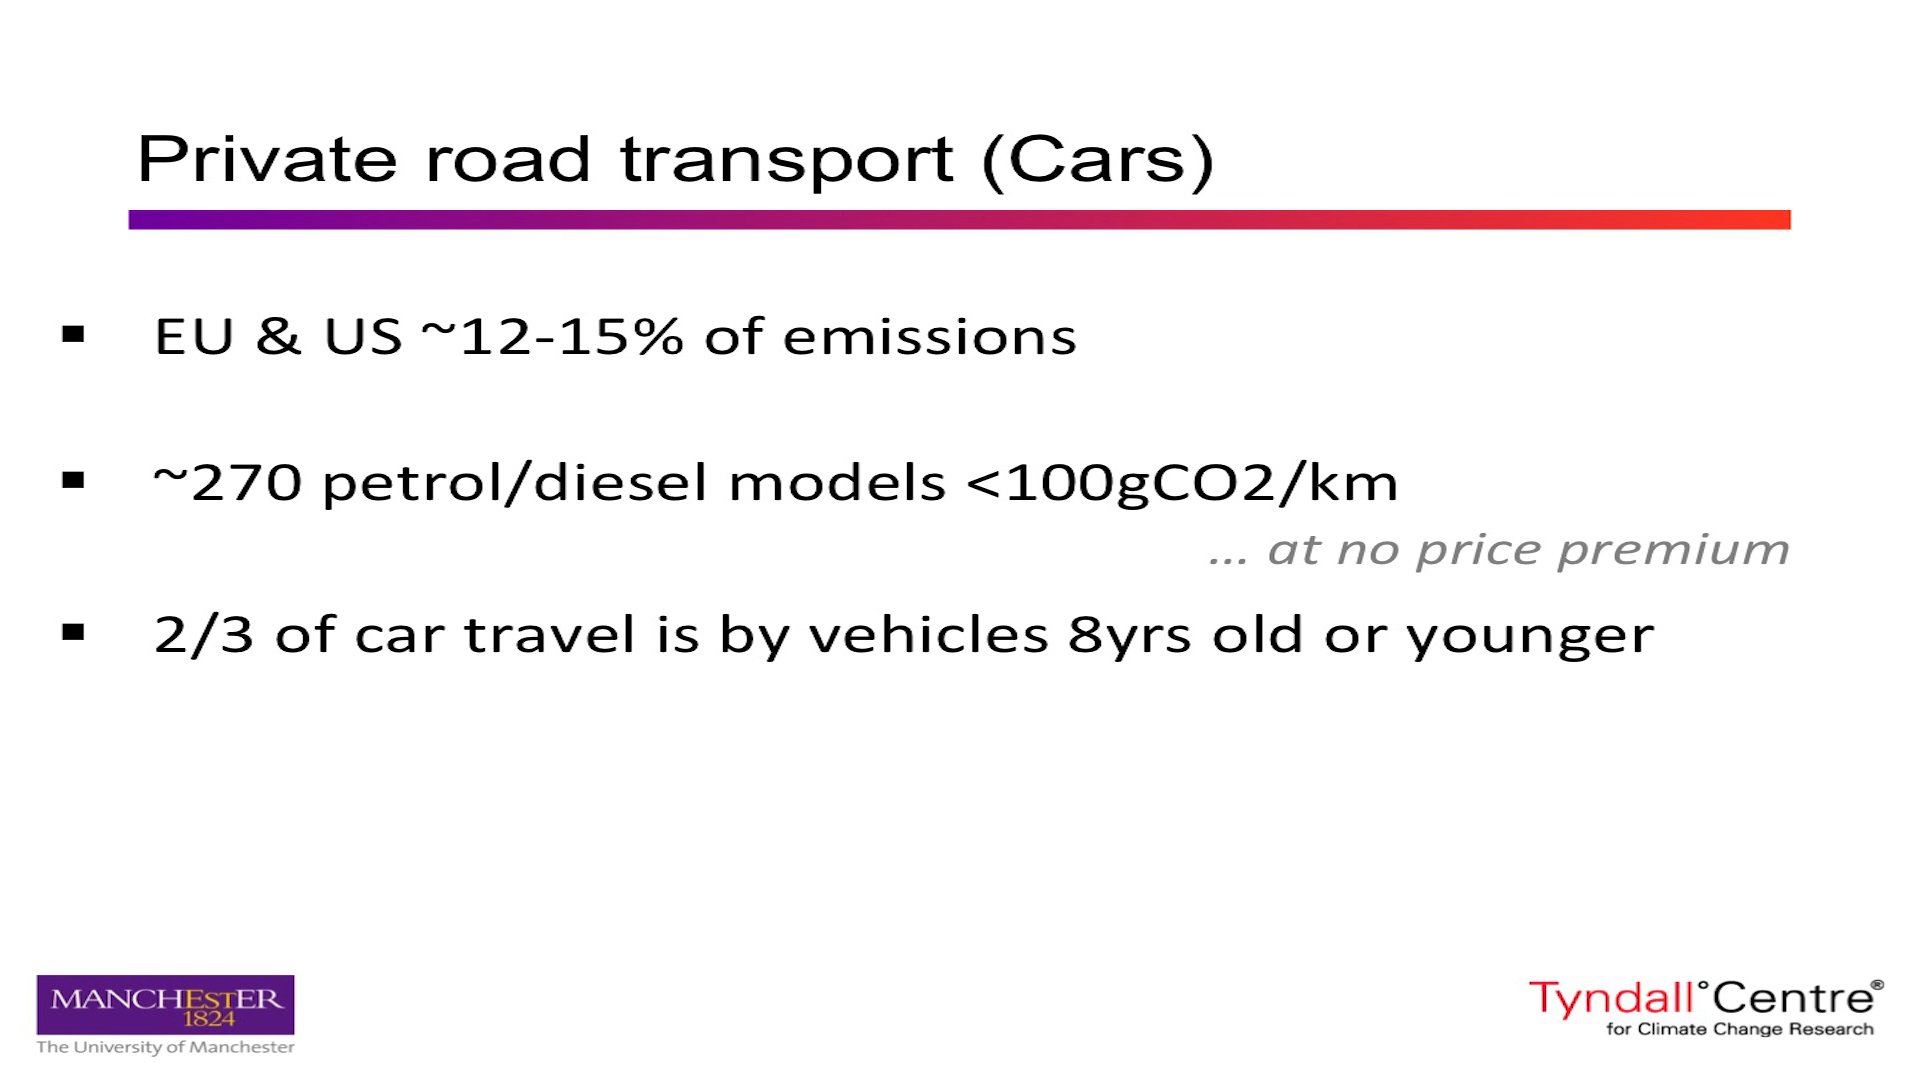 Private road transport (Cars)
▪ EU & US ~12-15% of emissions
▪ ~270 petrol/diesel models <100gCO2/km
... at no price premium
▪ 2/3 of car travel is by vehicles 8yrs old or younger
MANCHESTER
1824
The University of Manchester
Tyndall°Centre®
for Climate Change Research